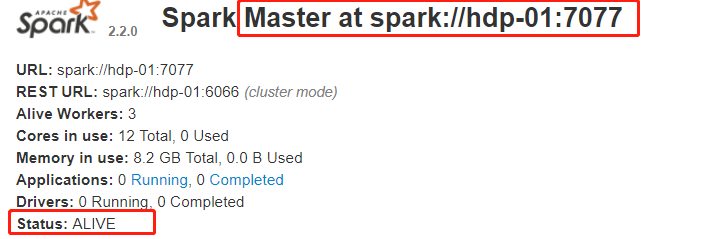 APACHE
Spark 2.2.0 Spark Master at spark://hdp-01:7077
URL: spark://hdp-01:7077
REST URL: spark://hdp-01:6066 (cluster mode)
Alive Workers: 3
Cores in use: 12 Total, 0 Used
Memory in use: 8.2 GB Total, 0.0 B Used
Applications: 0 Running, 0 Completed
Drivers: 0 Running, 0 Completed
Status: ALIVE